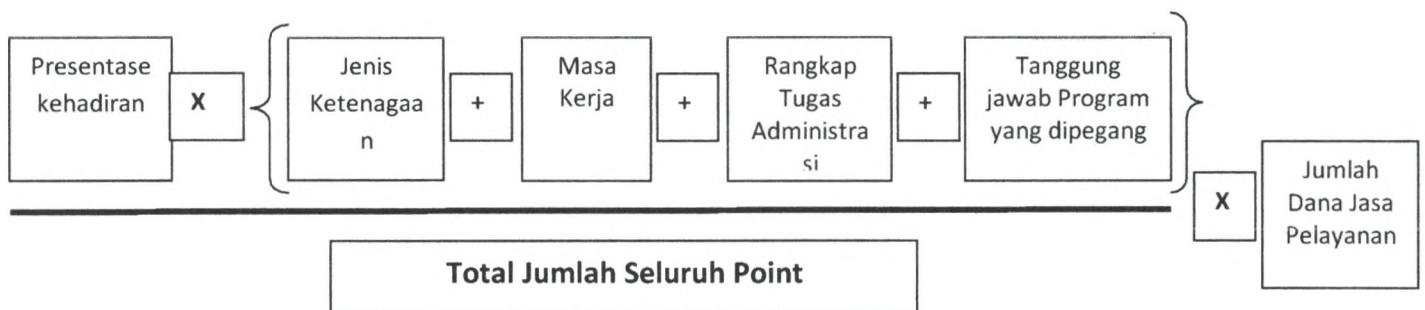 Presentase
kehadiran
X
{
Jenis
Ketenagaa
n
+
Masa
Kerja
+
Rangkap
Tugas
Administra
si
+
Tanggung
jawab Program
yang dipegang
}
X
Jumlah
Dana Jasa
Pelayanan
Total Jumlah Seluruh Point